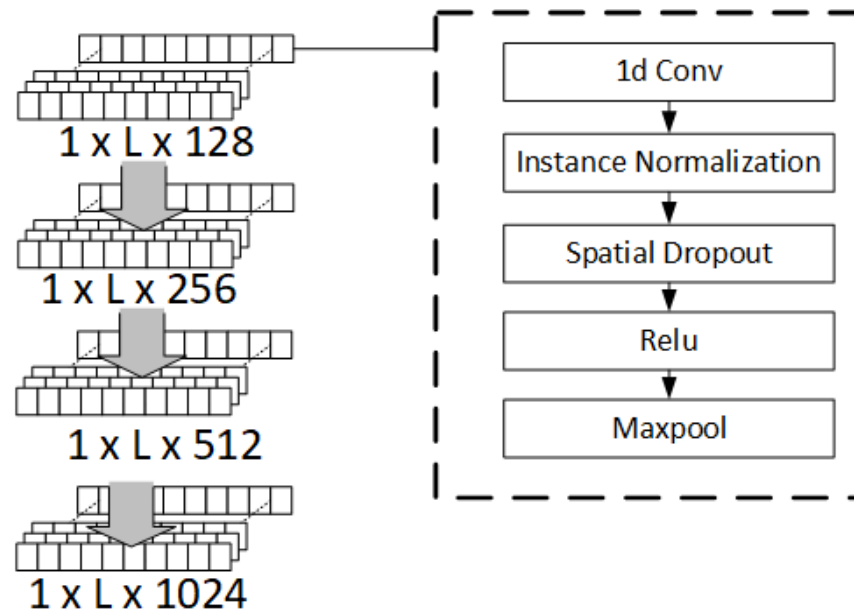 1 x L x 128
1 x L x 256
1 x L x 512
1 x L x 1024
1d Conv
Instance Normalization
Spatial Dropout
Relu
Maxpool